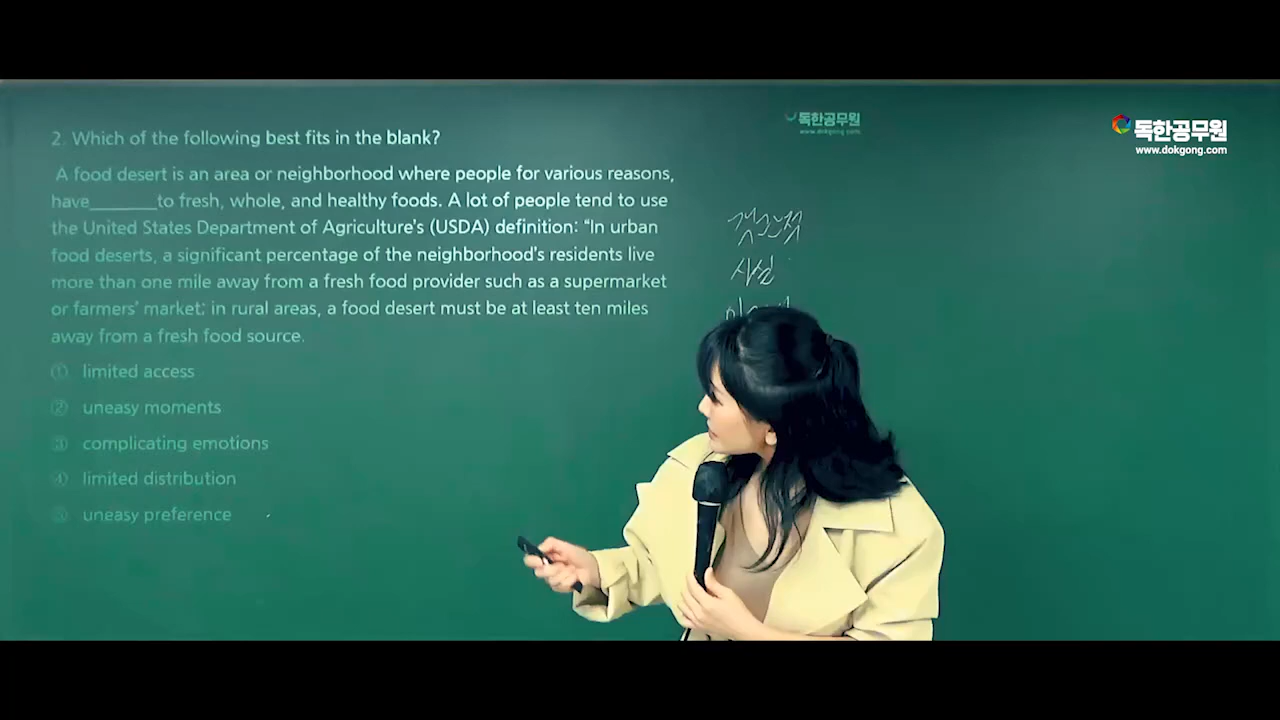 2. Which of the following best fits in the blank?
A food desert is an area or neighborhood where people for various reasons,
have_______to fresh, whole, and healthy foods. A lot of people tend to use
the United States Department of Agriculture's (USDA) definition: “In urban
food deserts, a significant percentage of the neighborhood's residents live
more than one mile away from a fresh food provider such as a supermarket
or farmers' market; in rural areas, a food desert must be at least ten miles
away from a fresh food source.
① limited access
② uneasy moments
③ complicating emotions
④ limited distribution
⑤ uneasy preference
독한공무원
www.dokgong.com
사실
독한공무원
www.dokgong.com